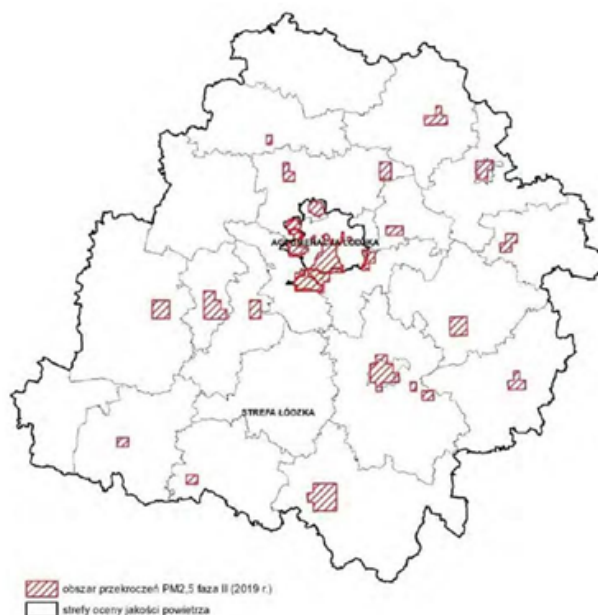 AGLOMERACJA ŁÓDZKA
STREFA ŁÓDZKA
obszar przekroczeń PM2,5 faza II (2019 r.)
strefy oceny jakości powietrza